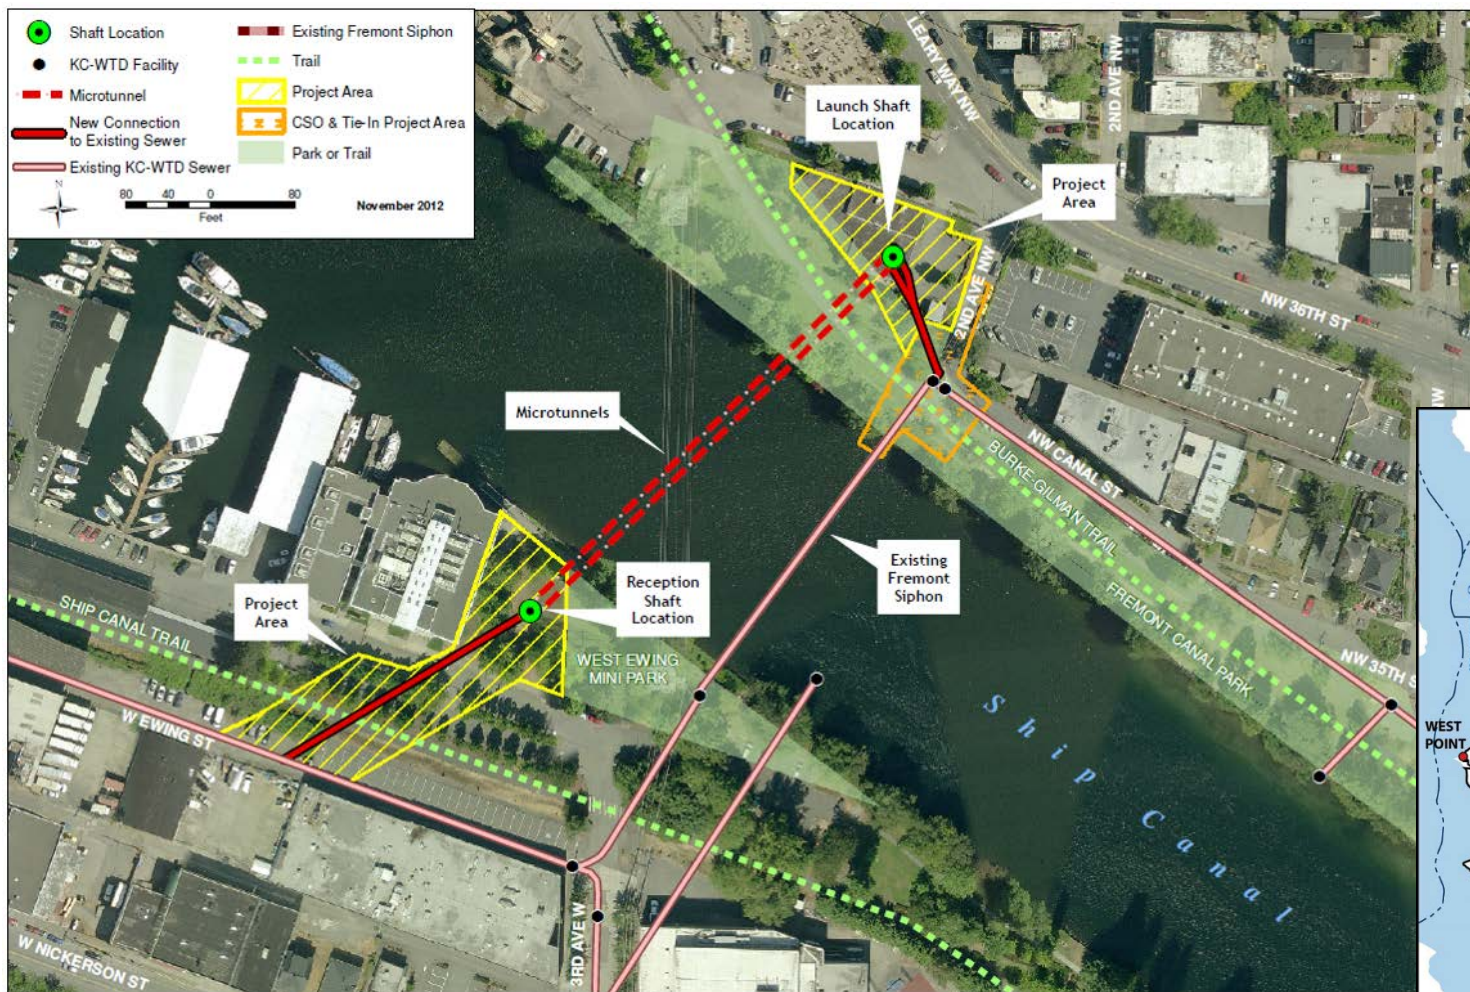 Shaft Location
KC-WTD Facility
Microtunnel
New Connection
to Existing Sewer
Existing KC-WTD Sewer
Existing Fremont Siphon
Trail
Project Area
CSO & Tie-In Project Area
Park or Trail
N
80 40 0 80
Feet
November 2012
LEARY WAY NW
2ND AVE NW
Launch Shaft
Location
Project
Area
2ND AVE NW
NW 36TH ST
NW
Microtunnels
NW CANAL ST
BURKE-GILMAN TRAIL
Existing
Fremont
Siphon
FREMONT CANAL PARK
NW 35TH S
Reception
Shaft
Location
Project
Area
SHIP CANAL TRAIL
WEST EWING
MINI PARK
W EWING ST
Ship Canal
3RD AVE W
W NICKERSON ST
WEST
POINT